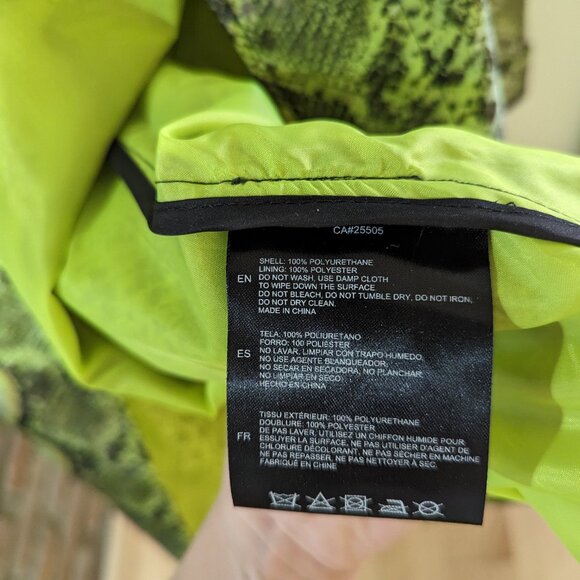 CA#25505
SHELL: 100% POLYURETHANE
LINING: 100% POLYESTER
EN DO NOT WASH, USE DAMP CLOTH
TO WIPE DOWN THE SURFACE
DO NOT BLEACH, DO NOT TUMBLE DRY, DO NOT IRON,
DO NOT DRY CLEAN.
MADE IN CHINA
TELA: 100% POLIURETANO
FORRO: 100 POLIESTER
ES NO LAVAR, LIMPIAR CON TRAPO HUMEDO,
NO USE AGENTE BLANQUEADOR,
NO SECAR EN SECADORA, NO PLANCHAR,
NO LIMPIAR EN SECO.
HECHO EN CHINA
TISSU EXTÉRIEUR: 100% POLYURETHANE
DOUBLURE: 100% POLYESTER
FR DE PAS LAVER, UTILISEZ UN CHIFFON HUMIDE POUR
ESSUYER LA SURFACE, NE PAS UTILISER D'AGENT DE
CHLORURE DÉCOLORANT, NE PAS SÉCHER EN MACHINE
NE PAS REPASSER, NE PAS NETTOYER À SEC.
FABRIQUÉ EN CHINE